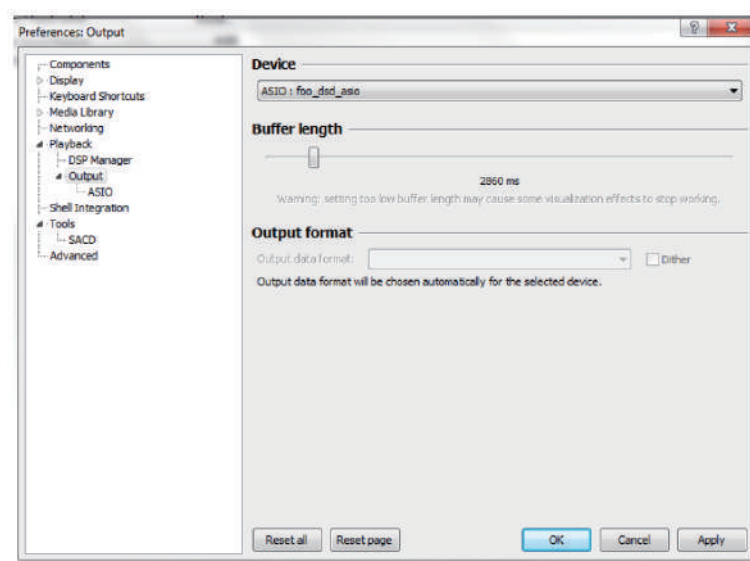 Preferences: Output
Components
Display
Keyboard Shortcuts
Media Library
Networking
Playback
DSP Manager
Output
ASIO
Shell Integration
Tools
SACD
Advanced
Device
ASIO : foo_dsd_asio
Buffer length
2860 ms
Warning: setting too low buffer length may cause some visualization effects to stop working.
Output format
Output data format:
Dither
Output data format will be chosen automatically for the selected device.
Reset all
Reset page
OK
Cancel
Apply